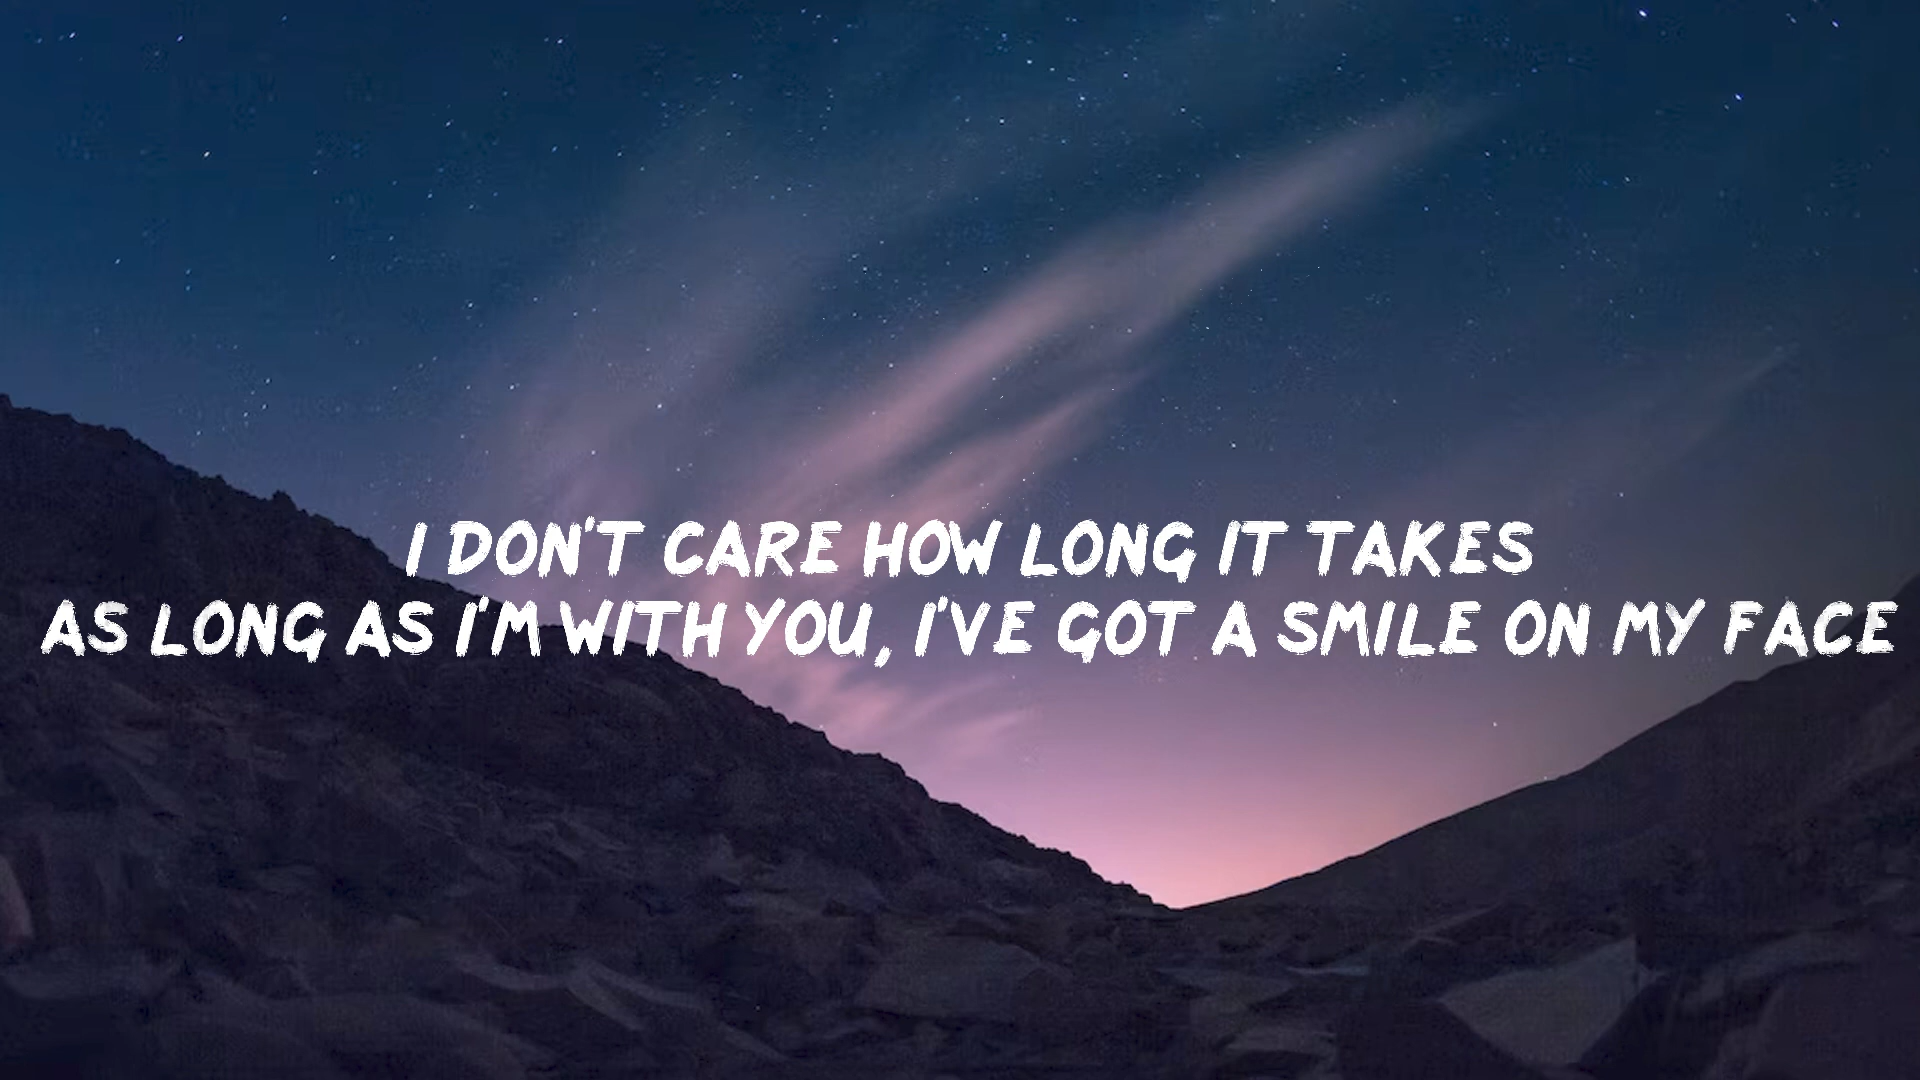 I DON'T CARE HOW LONG IT TAKES
AS LONG AS I'M WITH YOU, I'VE GOT A SMILE ON MY FACE